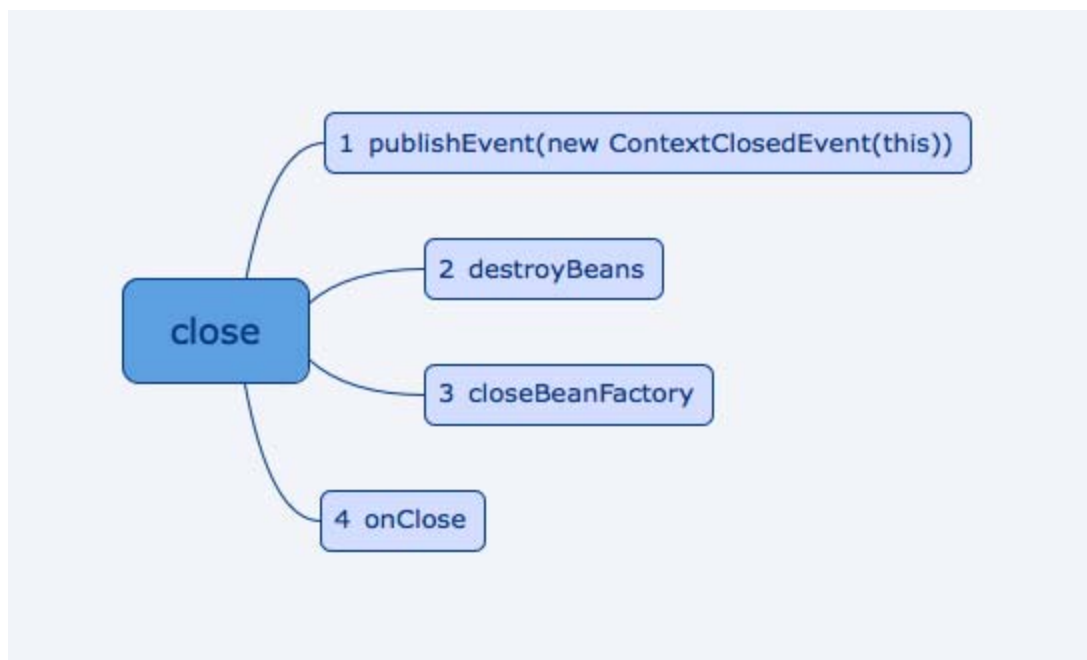 1 publishEvent(new ContextClosedEvent(this))
2 destroyBeans
close
3 closeBeanFactory
4 onClose